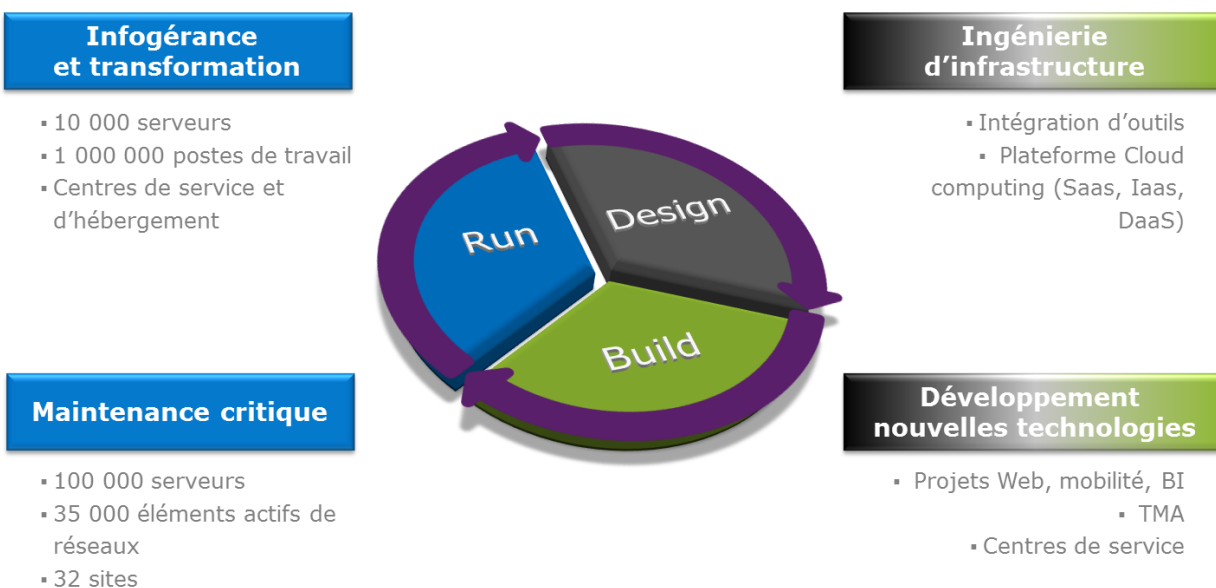 Infogérance
et transformation
▪ 10 000 serveurs
▪ 1 000 000 postes de travail
▪ Centres de service et
d’hébergement
Ingénierie
d’infrastructure
▪ Intégration d’outils
▪ Plateforme Cloud
computing (Saas, Iaas,
DaaS)
Run
Design
Build
Maintenance critique
▪ 100 000 serveurs
▪ 35 000 éléments actifs de
réseaux
▪ 32 sites
Développement
nouvelles technologies
▪ Projets Web, mobilité, BI
▪ TMA
▪ Centres de service